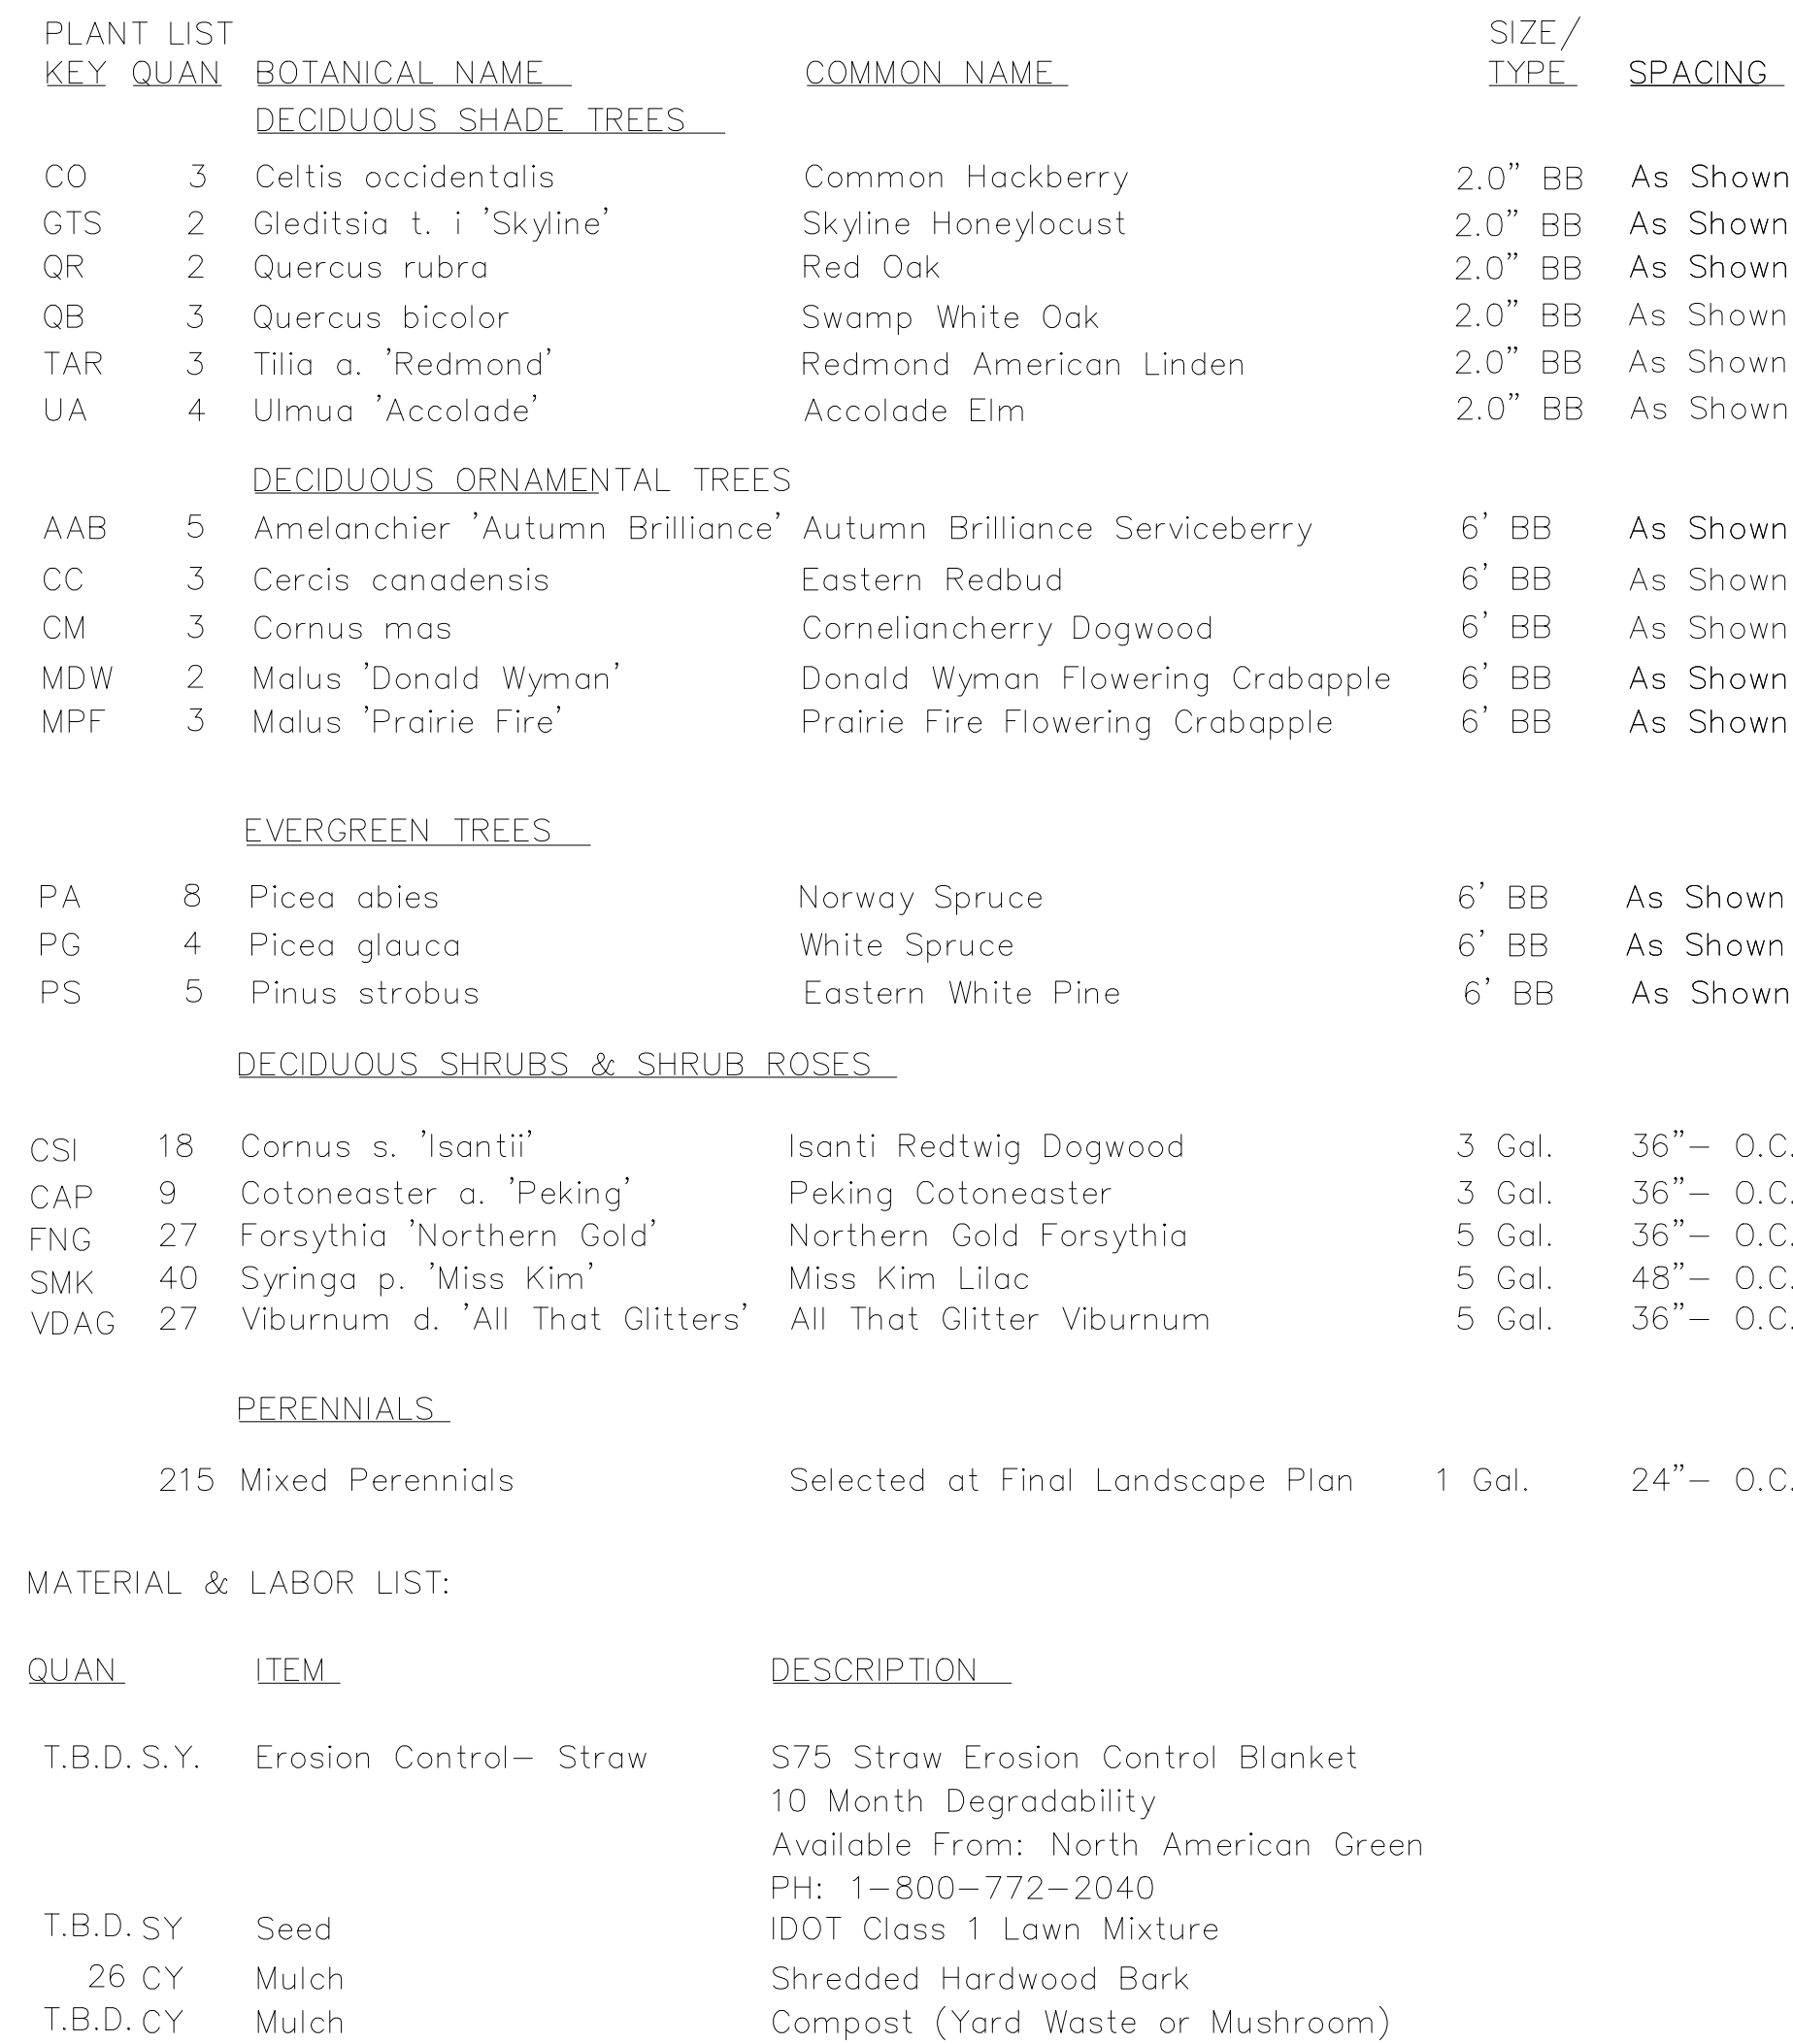 PLANT LIST SIZE/
KEY QUAN BOTANICAL NAME COMMON NAME TYPE SPACING
DECIDUOUS SHADE TREES
CO 3 Celtis occidentalis Common Hackberry 2.0" BB As Shown
GTS 2 Gleditsia t. i 'Skyline' Skyline Honeylocust 2.0" BB As Shown
QR 2 Quercus rubra Red Oak 2.0" BB As Shown
QB 3 Quercus bicolor Swamp White Oak 2.0" BB As Shown
TAR 3 Tilia a. 'Redmond' Redmond American Linden 2.0" BB As Shown
UA 4 Ulmua 'Accolade' Accolade Elm 2.0" BB As Shown
DECIDUOUS ORNAMENTAL TREES
AAB 5 Amelanchier 'Autumn Brilliance' Autumn Brilliance Serviceberry 6' BB As Shown
CC 3 Cercis canadensis Eastern Redbud 6' BB As Shown
CM 3 Cornus mas Corneliancherry Dogwood 6' BB As Shown
MDW 2 Malus 'Donald Wyman' Donald Wyman Flowering Crabapple 6' BB As Shown
MPF 3 Malus 'Prairie Fire' Prairie Fire Flowering Crabapple 6' BB As Shown
EVERGREEN TREES
PA 8 Picea abies Norway Spruce 6' BB As Shown
PG 4 Picea glauca White Spruce 6' BB As Shown
PS 5 Pinus strobus Eastern White Pine 6' BB As Shown
DECIDUOUS SHRUBS & SHRUB ROSES
CSI 18 Cornus s. 'Isantii' Isanti Redtwig Dogwood 3 Gal. 36"- O.C.
CAP 9 Cotoneaster a. 'Peking' Peking Cotoneaster 3 Gal. 36"- O.C.
FNG 27 Forsythia 'Northern Gold' Northern Gold Forsythia 5 Gal. 36"- O.C.
SMK 40 Syringa p. 'Miss Kim' Miss Kim Lilac 5 Gal. 48"- O.C.
VDAG 27 Viburnum d. 'All That Glitters' All That Glitter Viburnum 5 Gal. 36"- O.C.
PERENNIALS
215 Mixed Perennials Selected at Final Landscape Plan 1 Gal. 24"- O.C.
MATERIAL & LABOR LIST:
QUAN ITEM DESCRIPTION
T.B.D. S.Y. Erosion Control- Straw S75 Straw Erosion Control Blanket
10 Month Degradability
Available From: North American Green
PH: 1-800-772-2040
T.B.D. SY Seed IDOT Class 1 Lawn Mixture
26 CY Mulch Shredded Hardwood Bark
T.B.D. CY Mulch Compost (Yard Waste or Mushroom)